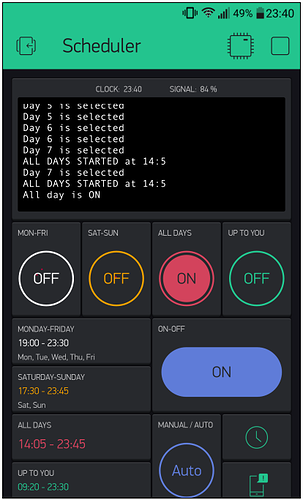 49% 23:40
Scheduler
CLOCK: 23:40 SIGNAL: 84 %
Day 5 is selected
Day 5 is selected
Day 6 is selected
Day 6 is selected
Day 7 is selected
ALL DAYS STARTED at 14:5
Day 7 is selected
ALL DAYS STARTED at 14:5
All day is ON
MON-FRI SAT-SUN ALL DAYS UP TO YOU
OFF OFF ON OFF
MONDAY-FRIDAY
19:00 - 23:30
Mon, Tue, Wed, Thu, Fri
ON-OFF
ON
SATURDAY-SUNDAY
17:30 - 23:45
Sat, Sun
ALL DAYS
14:05 - 23:45
MANUAL / AUTO
Auto
UP TO YOU
09:20 - 23:30